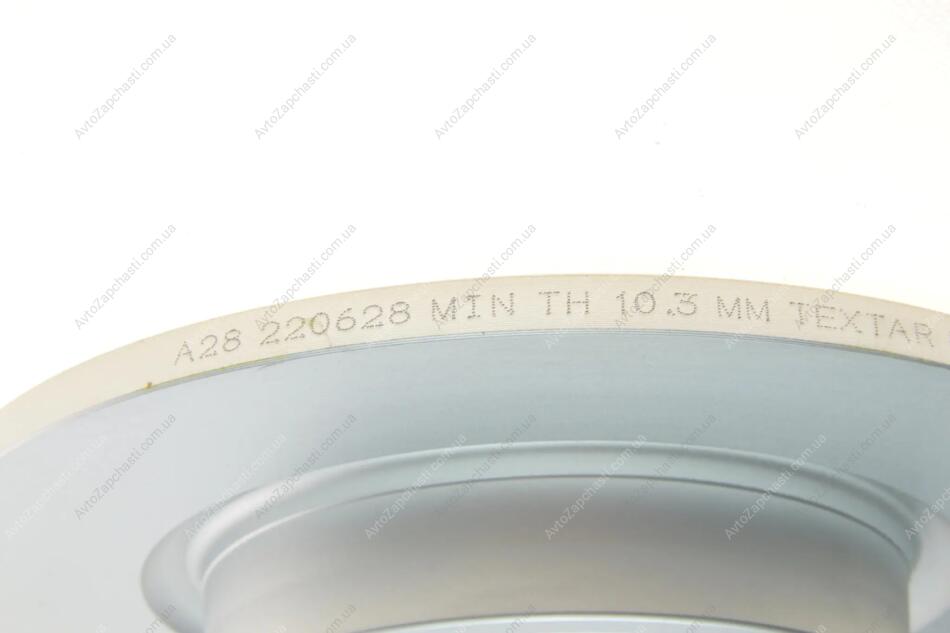 A28 220628 MIN TH 10.3 MM TEXTAR
AvtoZapchasti.com.ua